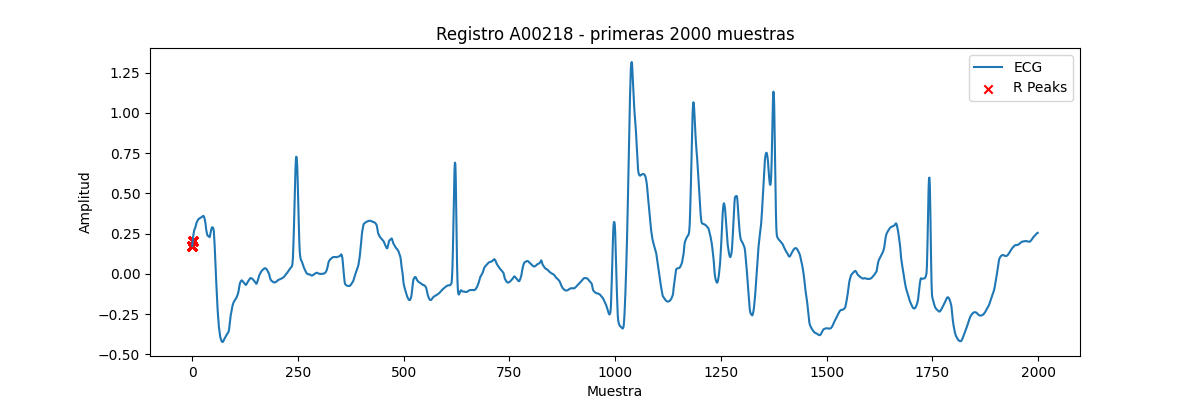 Registro A00218 - primeras 2000 muestras
ECG
R Peaks
Amplitud
1.25
1.00
0.75
0.50
0.25
0.00
−0.25
−0.50
0 250 500 750 1000 1250 1500 1750 2000
Muestra